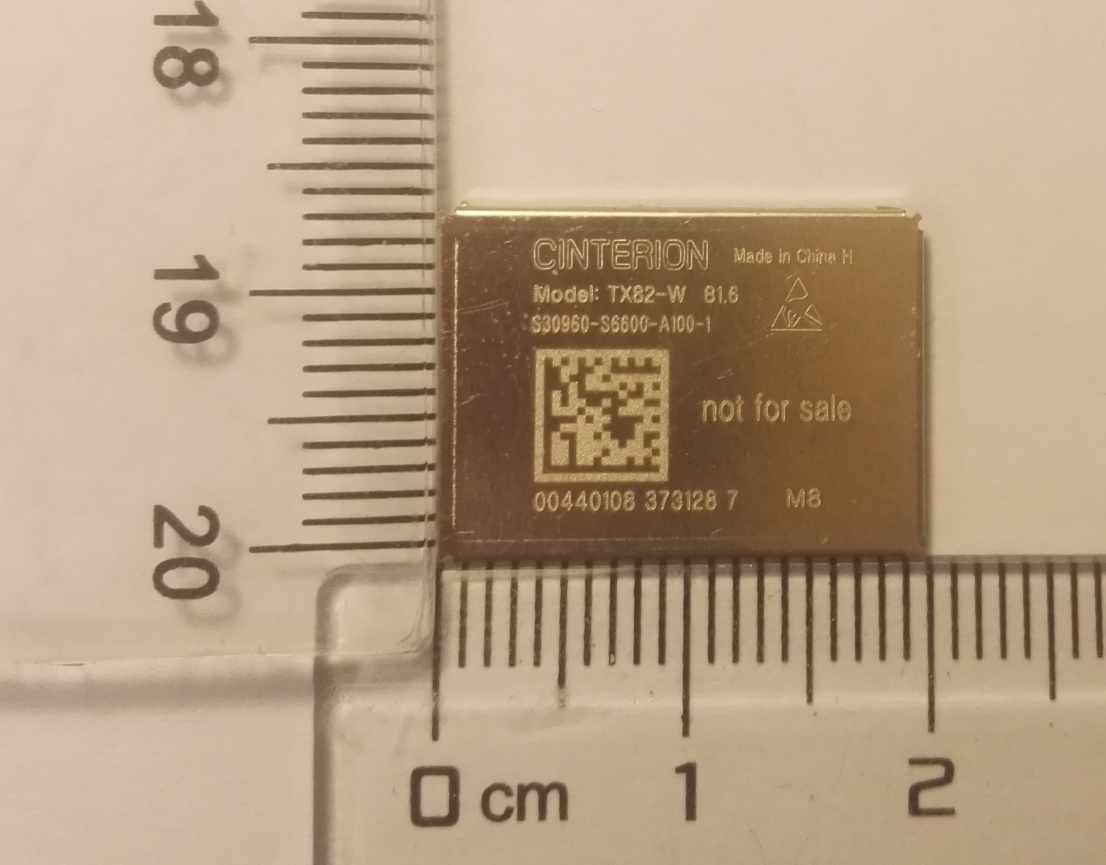 18
19
20
CINTERION Made in China H
Model: TX82-W B1.6
S30960-S6600-A100-1
not for sale
00440108 373128 7 M8
0 cm 1 2